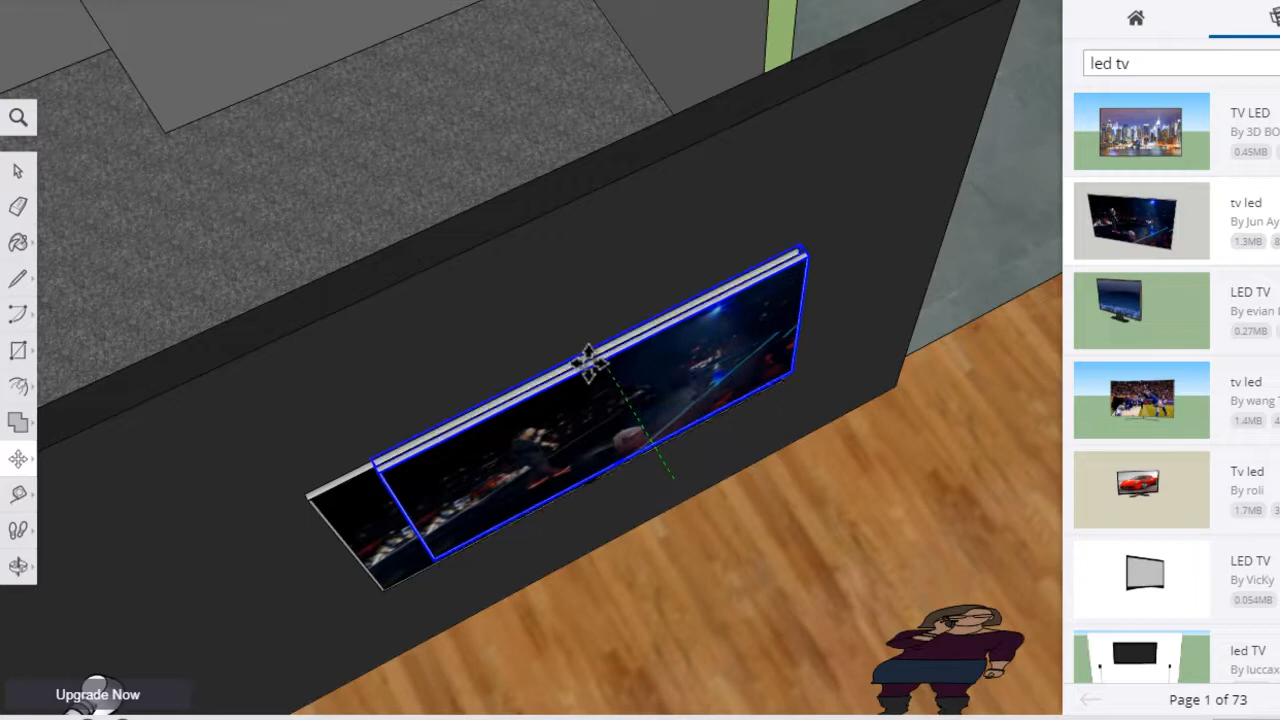 led tv
TV LED
By 3D BO
0.45MB
tv led
By Jun Ay
1.3MB
LED TV
By evian
0.27MB
tv led
By wang
1.4MB
Tv led
By roli
1.7MB
LED TV
By VicKy
0.054MB
led TV
By luccax
Page 1 of 73
Upgrade Now